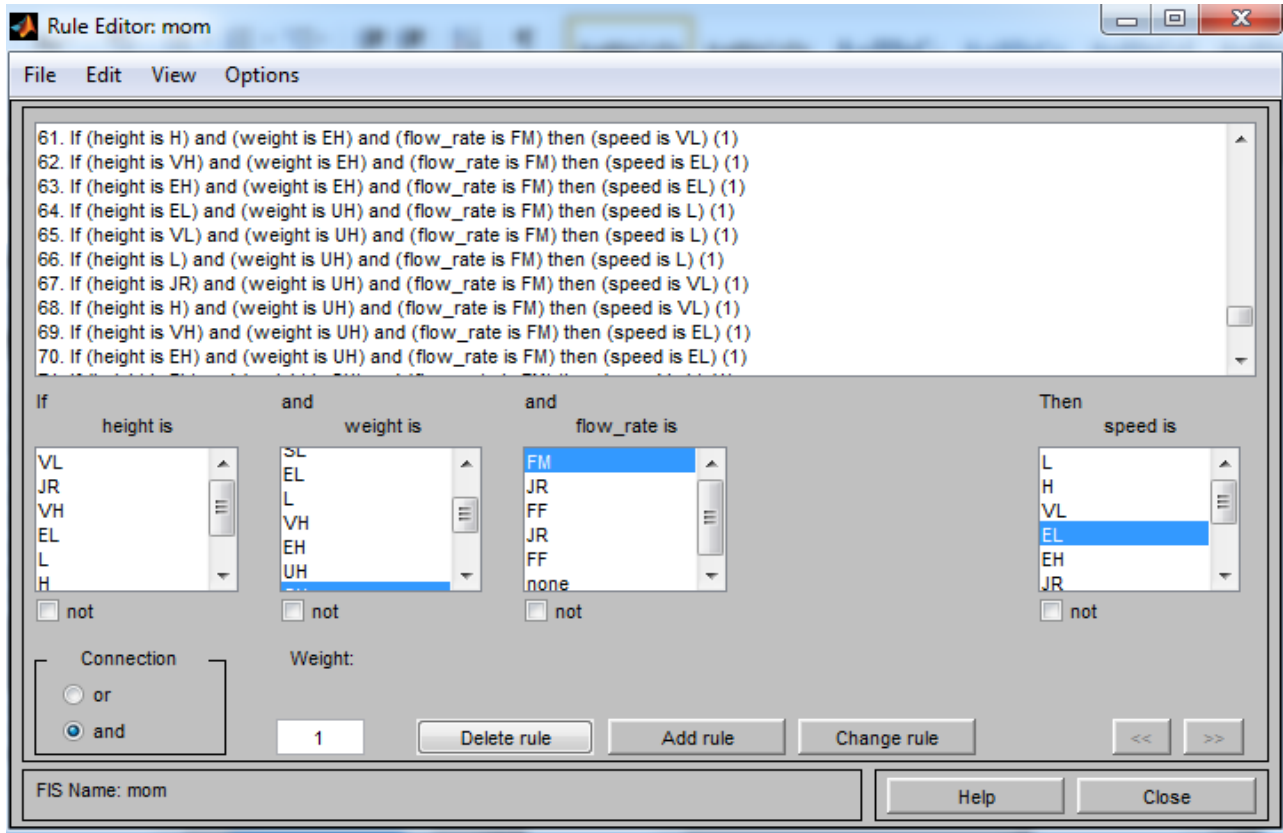 Rule Editor: mom
File Edit View Options
61. If (height is H) and (weight is EH) and (flow_rate is FM) then (speed is VL) (1)
62. If (height is VH) and (weight is EH) and (flow_rate is FM) then (speed is EL) (1)
63. If (height is EH) and (weight is EH) and (flow_rate is FM) then (speed is EL) (1)
64. If (height is EL) and (weight is UH) and (flow_rate is FM) then (speed is L) (1)
65. If (height is VL) and (weight is UH) and (flow_rate is FM) then (speed is L) (1)
66. If (height is L) and (weight is UH) and (flow_rate is FM) then (speed is L) (1)
67. If (height is JR) and (weight is UH) and (flow_rate is FM) then (speed is VL) (1)
68. If (height is H) and (weight is UH) and (flow_rate is FM) then (speed is VL) (1)
69. If (height is VH) and (weight is UH) and (flow_rate is FM) then (speed is EL) (1)
70. If (height is EH) and (weight is UH) and (flow_rate is FM) then (speed is EL) (1)
If
height is
VL
JR
VH
EL
L
H
not
and
weight is
SL
EL
L
VH
EH
UH
not
and
flow_rate is
FM
JR
FF
JR
FF
none
not
Then
speed is
L
H
VL
EL
EH
JR
not
Connection
or
and
Weight:
1
Delete rule
Add rule
Change rule
<<
>>
FIS Name: mom
Help
Close